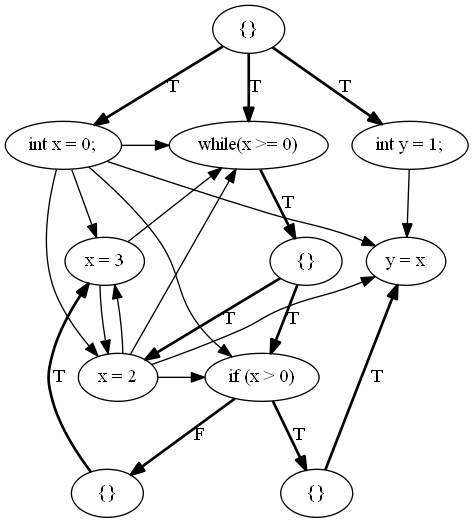 {}
T T T
int x = 0; while(x >= 0) int y = 1;
T
x = 3 {} y = x
T T
x = 2 if (x > 0)
T F T T
{} {}